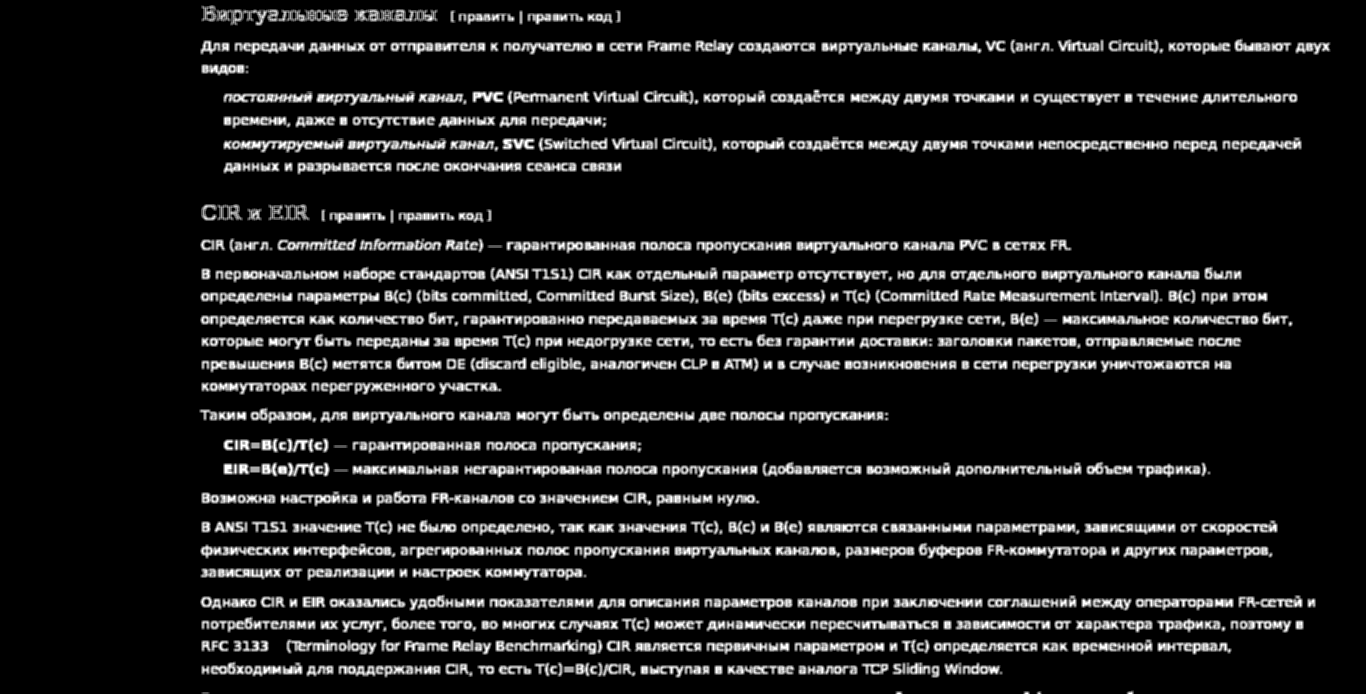 Виртуальные каналы [ править | править код ]
Для передачи данных от отправителя к получателю в сети Frame Relay создаются виртуальные каналы, VC (англ. Virtual Circuit), которые бывают двух
видов:
постоянный виртуальный канал, PVC (Permanent Virtual Circuit), который создаётся между двумя точками и существует в течение длительного
времени, даже в отсутствие данных для передачи;
коммутируемый виртуальный канал, SVC (Switched Virtual Circuit), который создаётся между двумя точками непосредственно перед передачей
данных и разрывается после окончания сеанса связи
CIR и EIR [ править | править код ]
CIR (англ. Committed Information Rate) — гарантированная полоса пропускания виртуального канала PVC в сетях FR.
В первоначальном наборе стандартов (ANSI T1S1) CIR как отдельный параметр отсутствует, но для отдельного виртуального канала были
определены параметры B(c) (bits committed, Committed Burst Size), B(e) (bits excess) и T(c) (Committed Rate Measurement Interval). B(c) при этом
определяется как количество бит, гарантированно передаваемых за время T(c) даже при перегрузке сети, B(e) — максимальное количество бит,
которые могут быть переданы за время T(c) при недогрузке сети, то есть без гарантии доставки: заголовки пакетов, отправляемые после
превышения B(c) метятся битом DE (discard eligible, аналогичен CLP в ATM) и в случае возникновения в сети перегрузки уничтожаются на
коммутаторах перегруженного участка.
Таким образом, для виртуального канала могут быть определены две полосы пропускания:
CIR=B(c)/T(c) — гарантированная полоса пропускания;
EIR=B(e)/T(c) — максимальная негарантированая полоса пропускания (добавляется возможный дополнительный объем трафика).
Возможна настройка и работа FR-каналов со значением CIR, равным нулю.
В ANSI T1S1 значение T(c) не было определено, так как значения T(c), B(c) и B(e) являются связанными параметрами, зависящими от скоростей
физических интерфейсов, агрегированных полос пропускания виртуальных каналов, размеров буферов FR-коммутатора и других параметров,
зависящих от реализации и настроек коммутатора.
Однако CIR и EIR оказались удобными показателями для описания параметров каналов при заключении соглашений между операторами FR-сетей и
потребителями их услуг, более того, во многих случаях T(c) может динамически пересчитываться в зависимости от характера трафика, поэтому в
RFC 3133 (Terminology for Frame Relay Benchmarking) CIR является первичным параметром и T(c) определяется как временной интервал,
необходимый для поддержания CIR, то есть T(c)=B(c)/CIR, выступая в качестве аналога TCP Sliding Window.